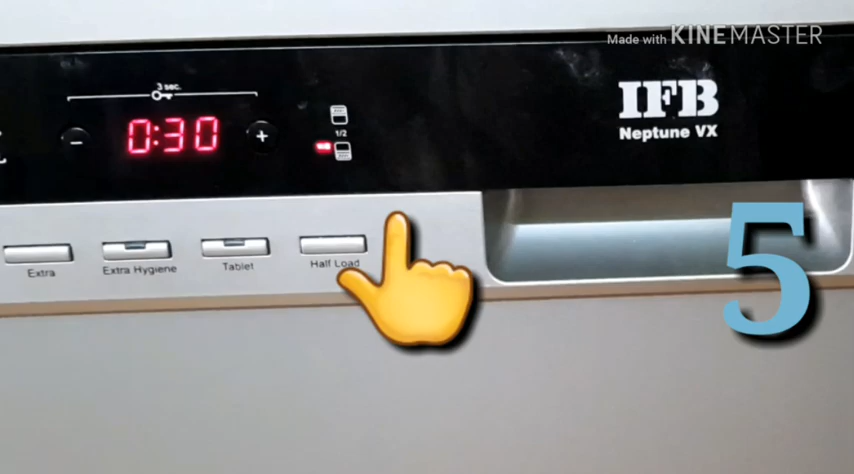 Made with KINEMASTER
3 sec.
IFB
Neptune VX
- 0:30 +
1/2
Extra
Extra Hygiene
Tablet
Half Load
5